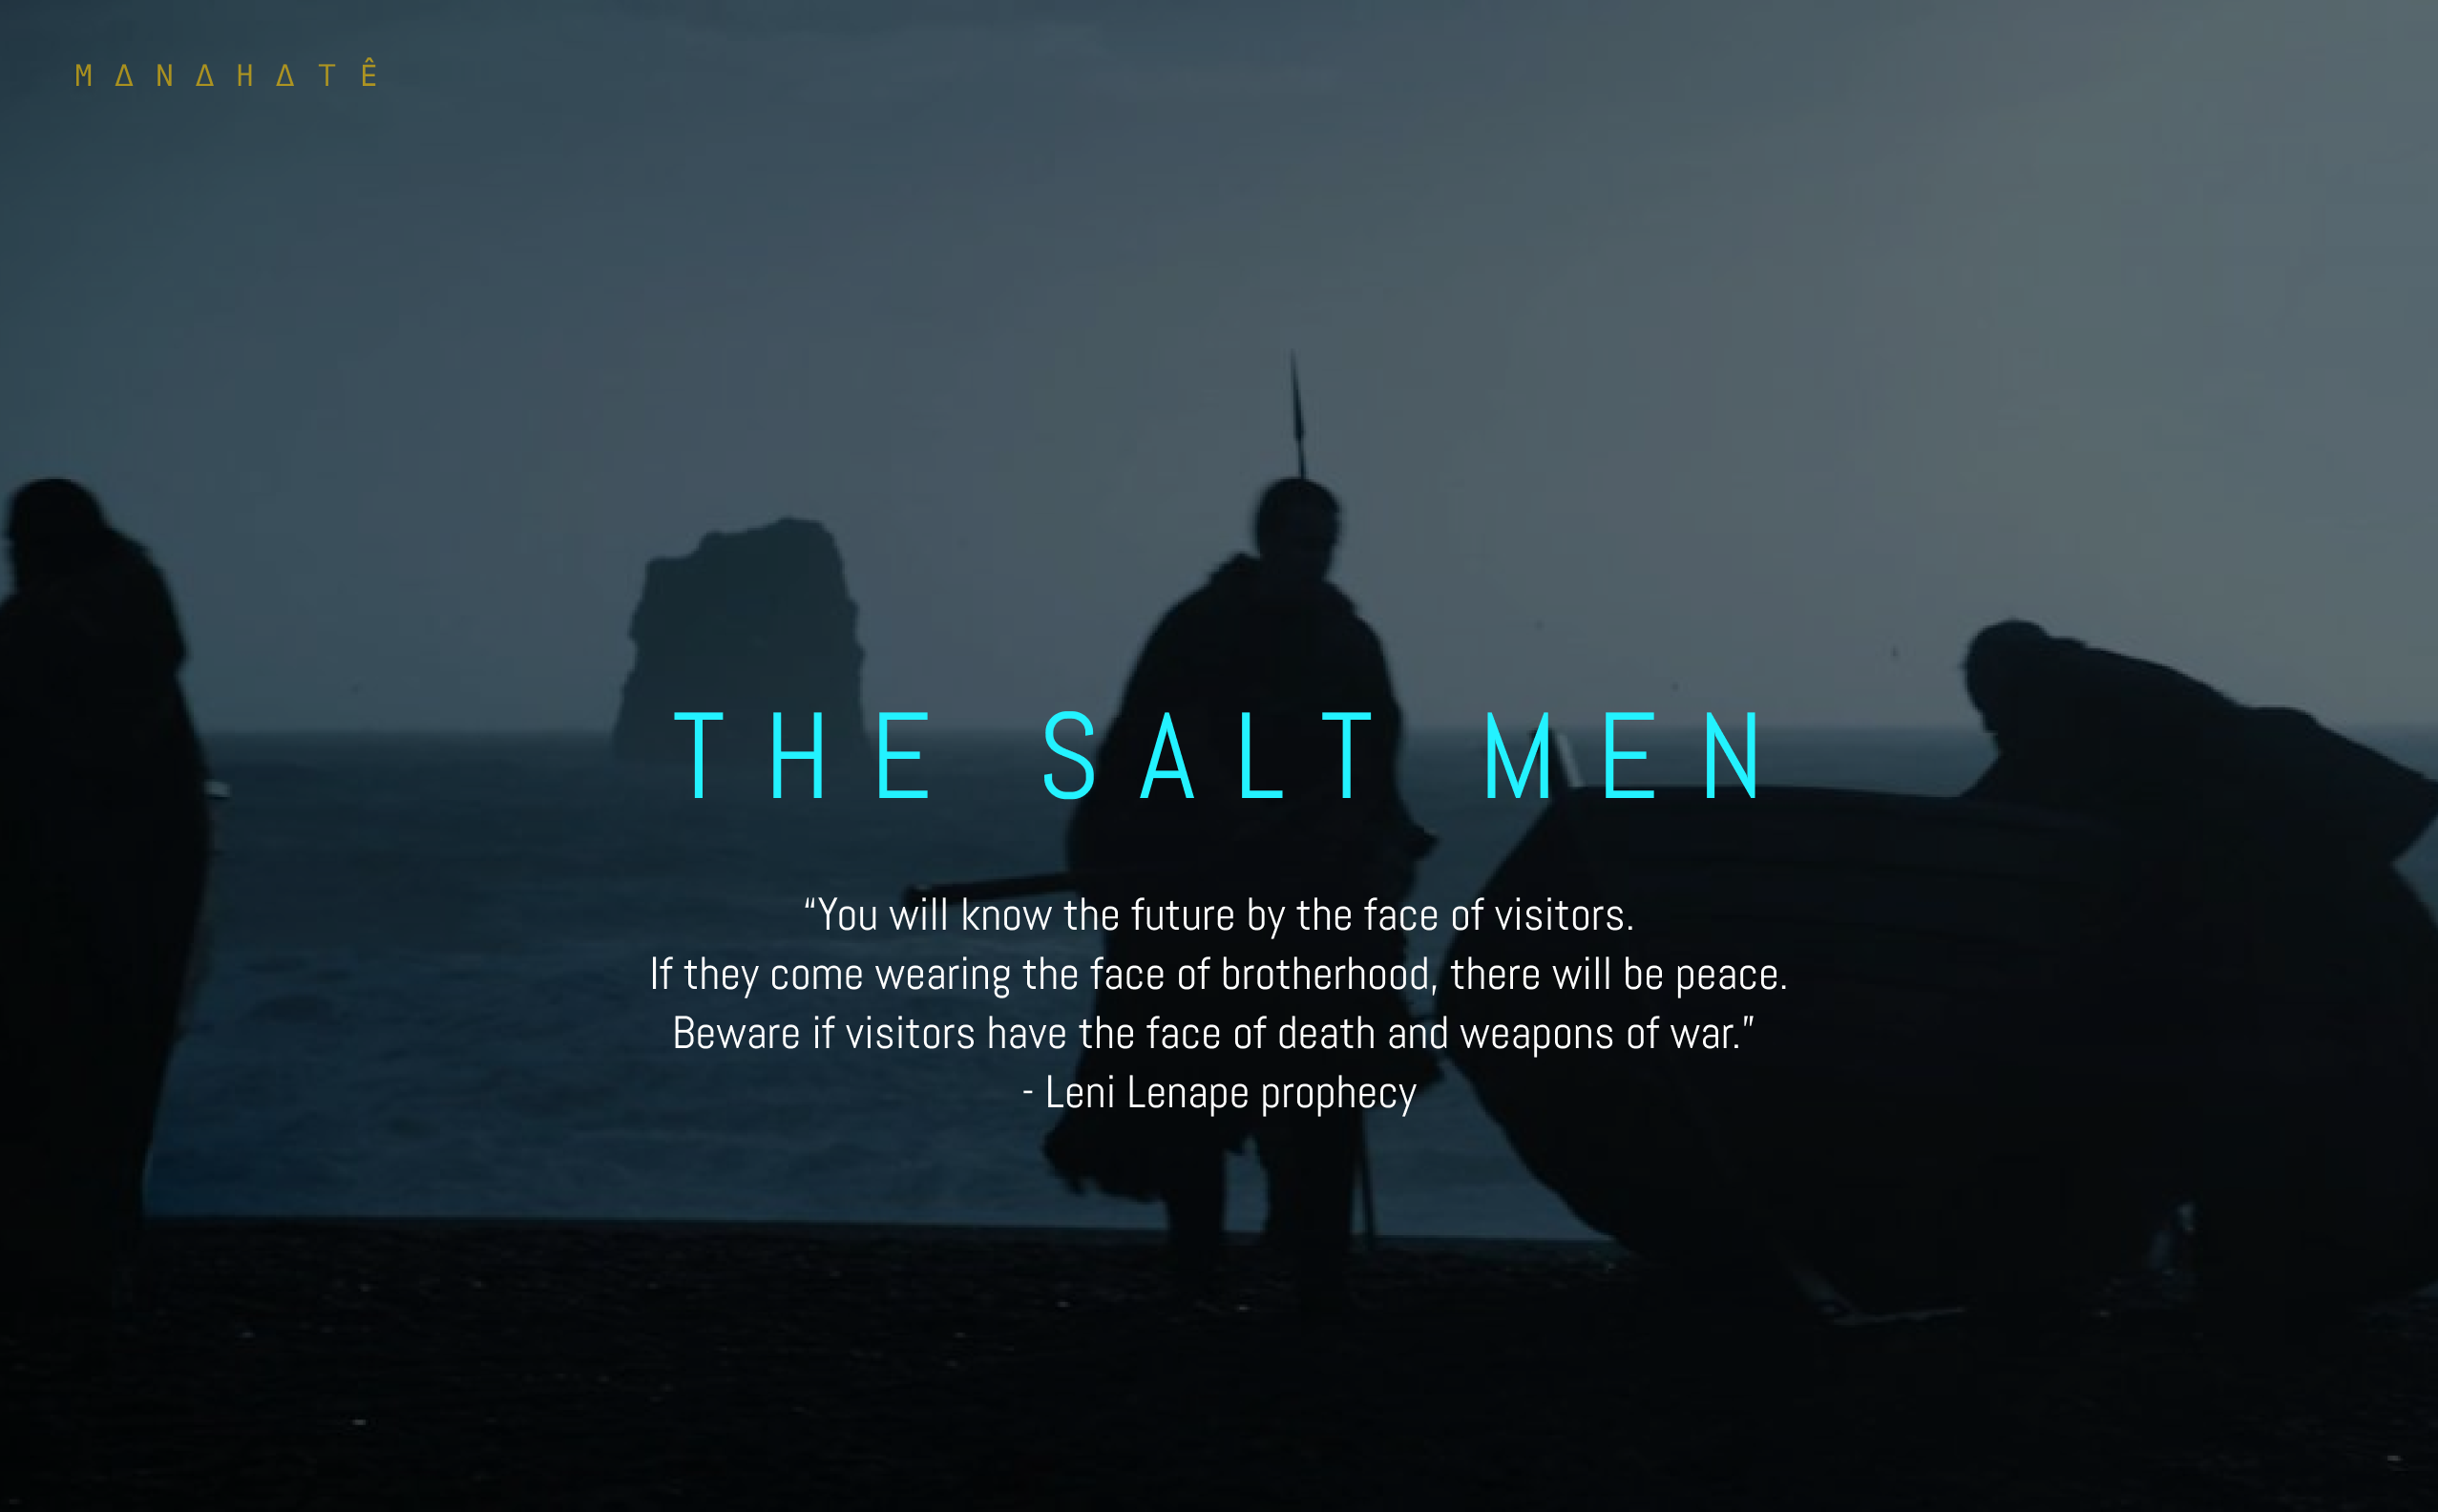 M Δ N Δ H Δ T Ê
THE SALT MEN
“You will know the future by the face of visitors.
If they come wearing the face of brotherhood, there will be peace.
Beware if visitors have the face of death and weapons of war.”
- Leni Lenape prophecy